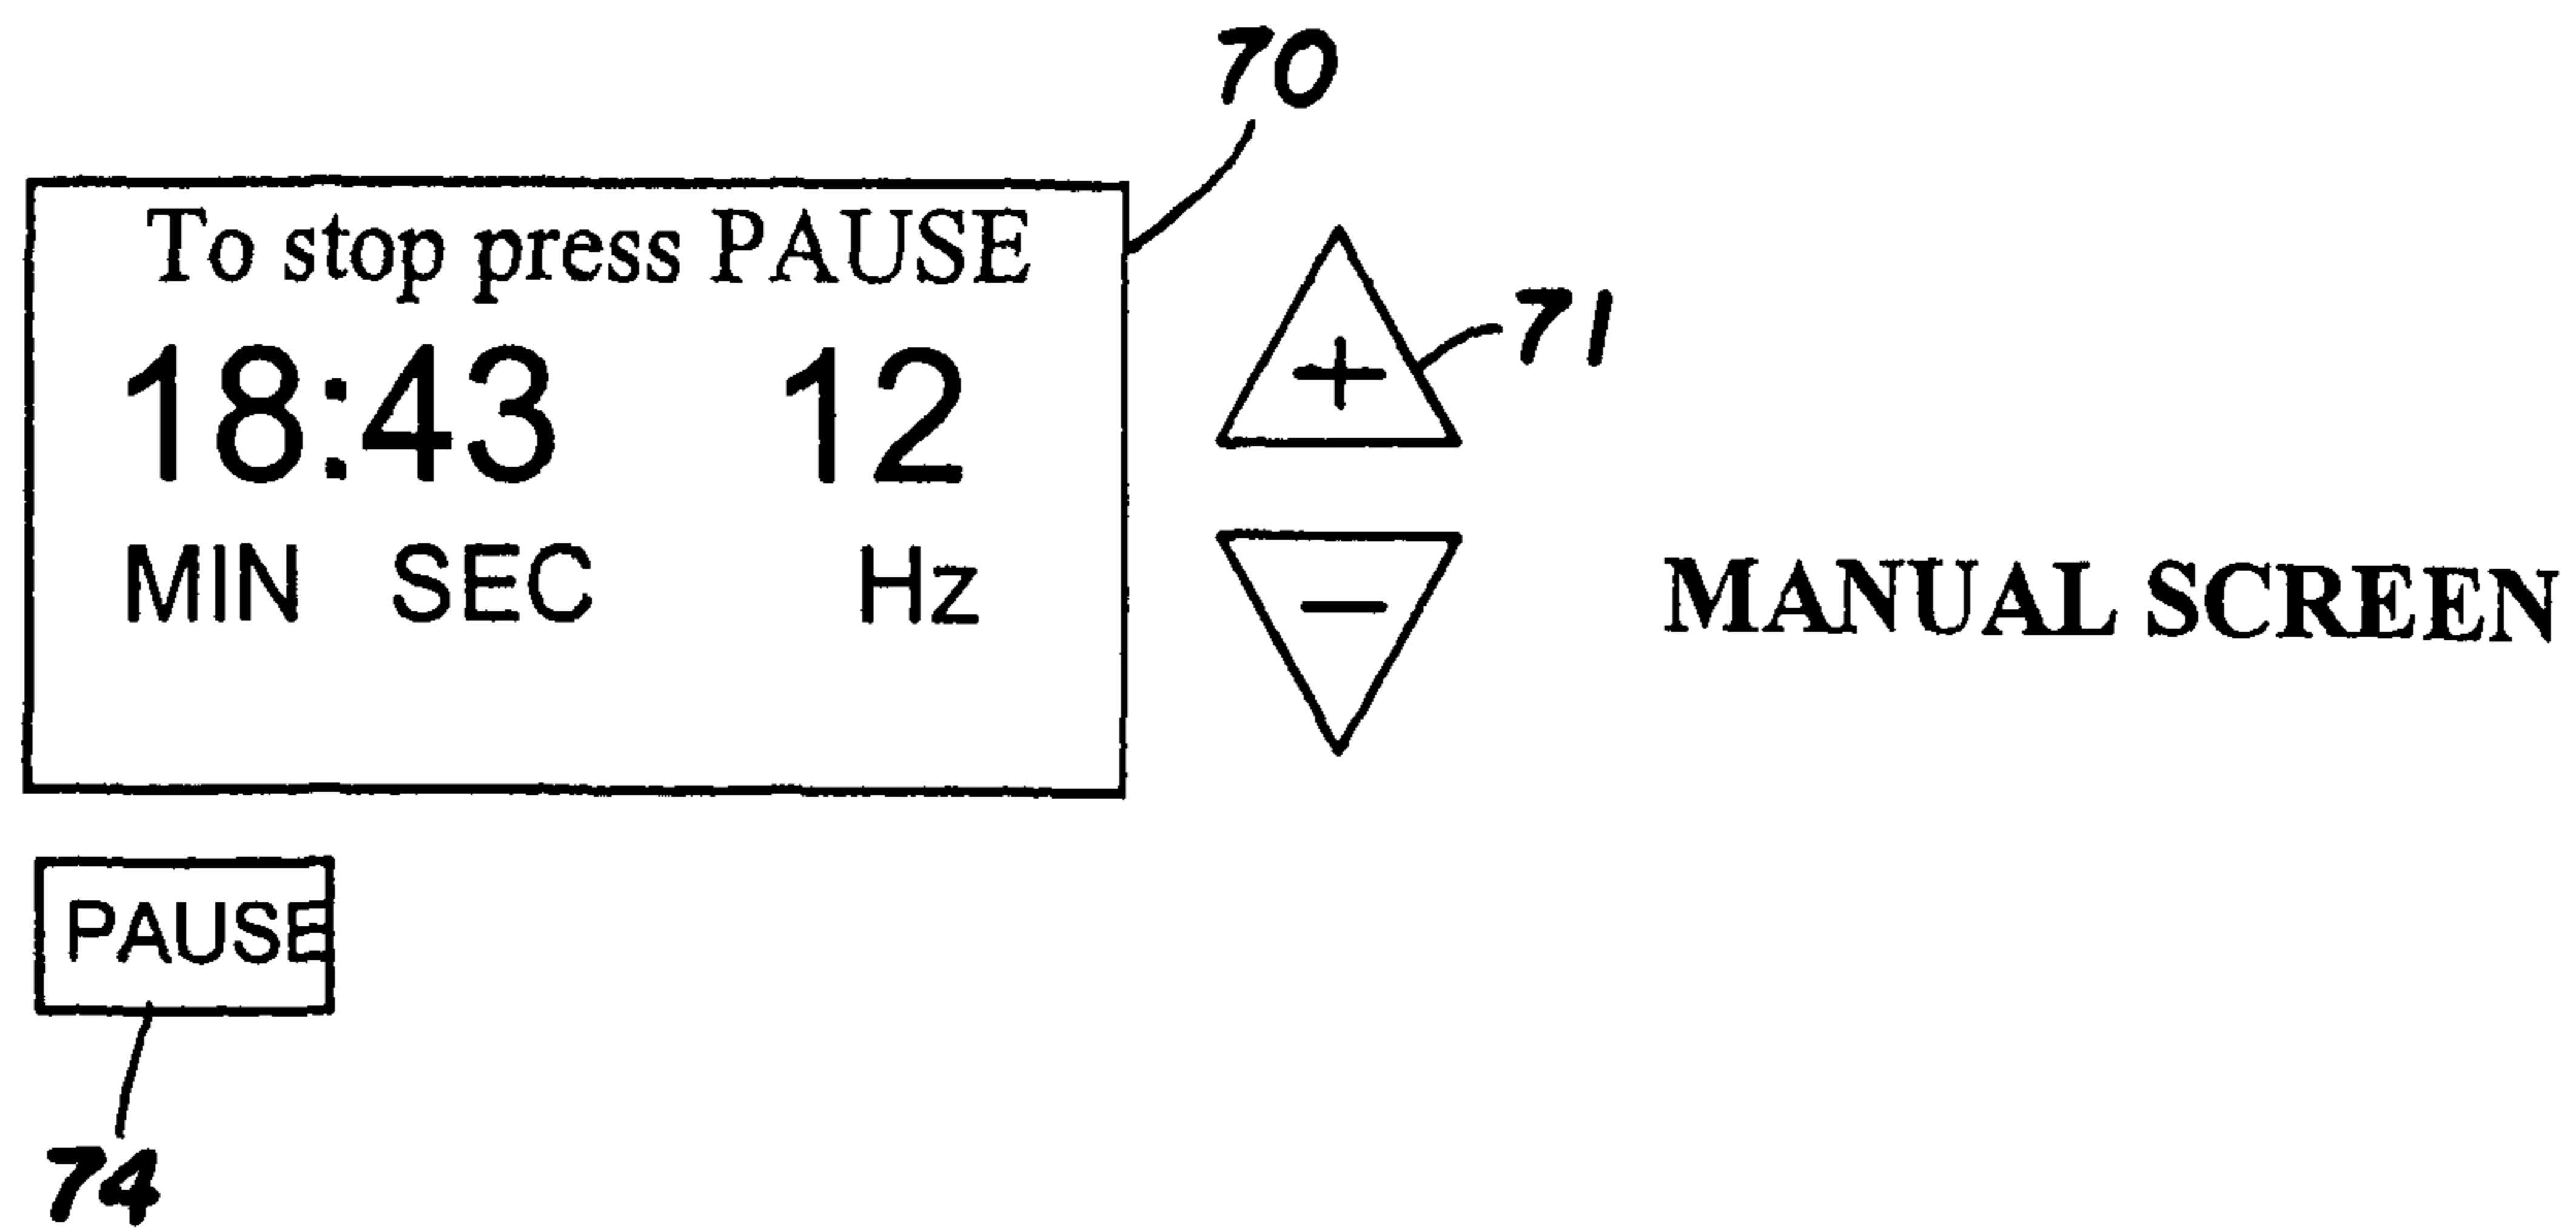 70
To stop press PAUSE
18:43 12
MIN SEC Hz
+
71
−
MANUAL SCREEN
PAUSE
74